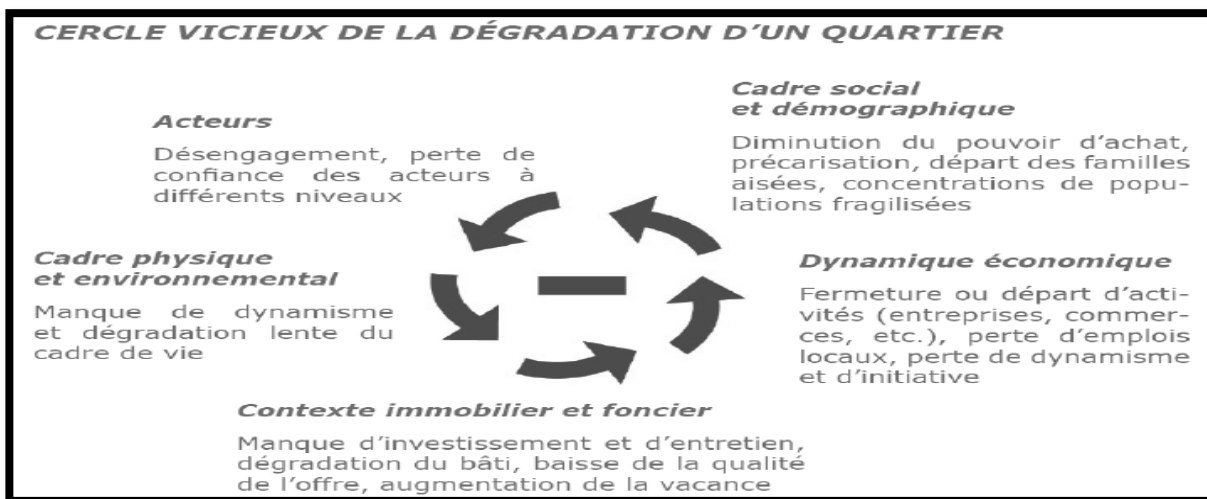 CERCLE VICIEUX DE LA DÉGRADATION D'UN QUARTIER
Acteurs
Désengagement, perte de
confiance des acteurs à
différents niveaux
Cadre social
et démographique
Diminution du pouvoir d'achat,
précarisation, départ des familles
aisées, concentrations de popu-
lations fragilisées
Cadre physique
et environnemental
Manque de dynamisme
et dégradation lente du
cadre de vie
Dynamique économique
Fermeture ou départ d'acti-
vités (entreprises, commer-
ces, etc.), perte d'emplois
locaux, perte de dynamisme
et d'initiative
Contexte immobilier et foncier
Manque d'investissement et d'entretien,
dégradation du bâti, baisse de la qualité
de l'offre, augmentation de la vacance